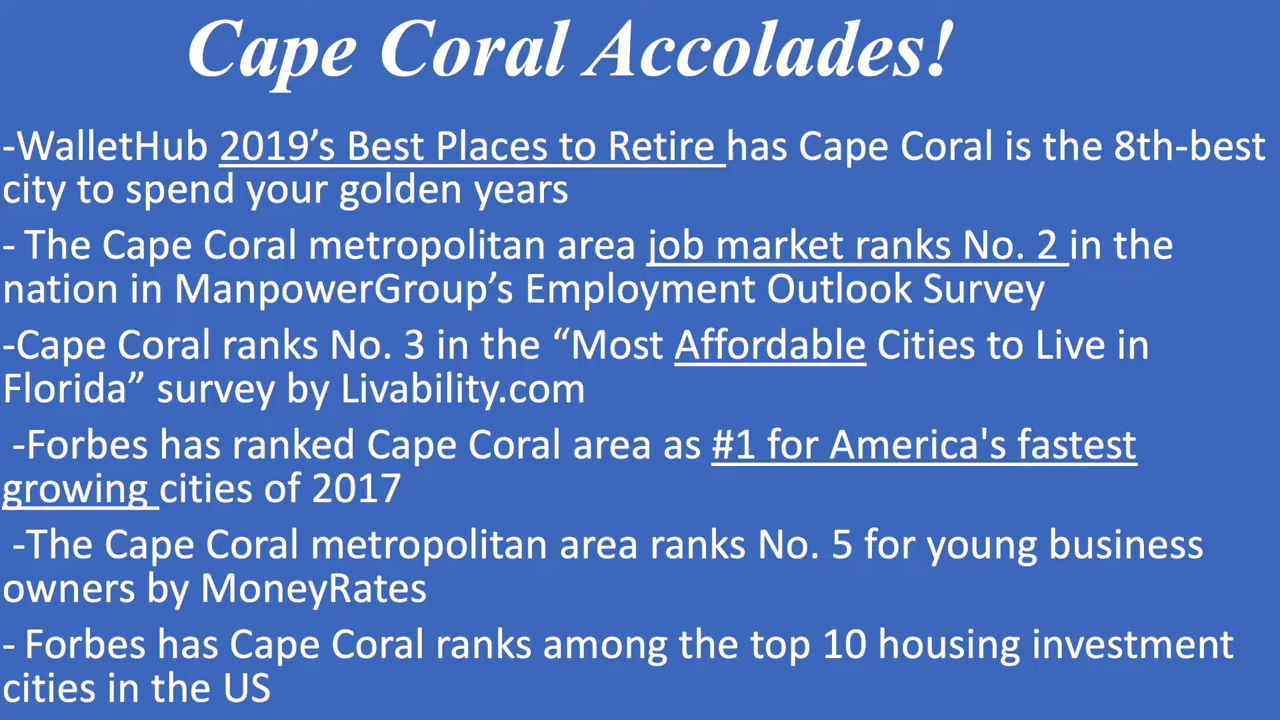 Cape Coral Accolades!
-WalletHub 2019’s Best Places to Retire has Cape Coral is the 8th-best
city to spend your golden years
- The Cape Coral metropolitan area job market ranks No. 2 in the
nation in ManpowerGroup’s Employment Outlook Survey
-Cape Coral ranks No. 3 in the “Most Affordable Cities to Live in
Florida” survey by Livability.com
-Forbes has ranked Cape Coral area as #1 for America's fastest
growing cities of 2017
-The Cape Coral metropolitan area ranks No. 5 for young business
owners by MoneyRates
- Forbes has Cape Coral ranks among the top 10 housing investment
cities in the US